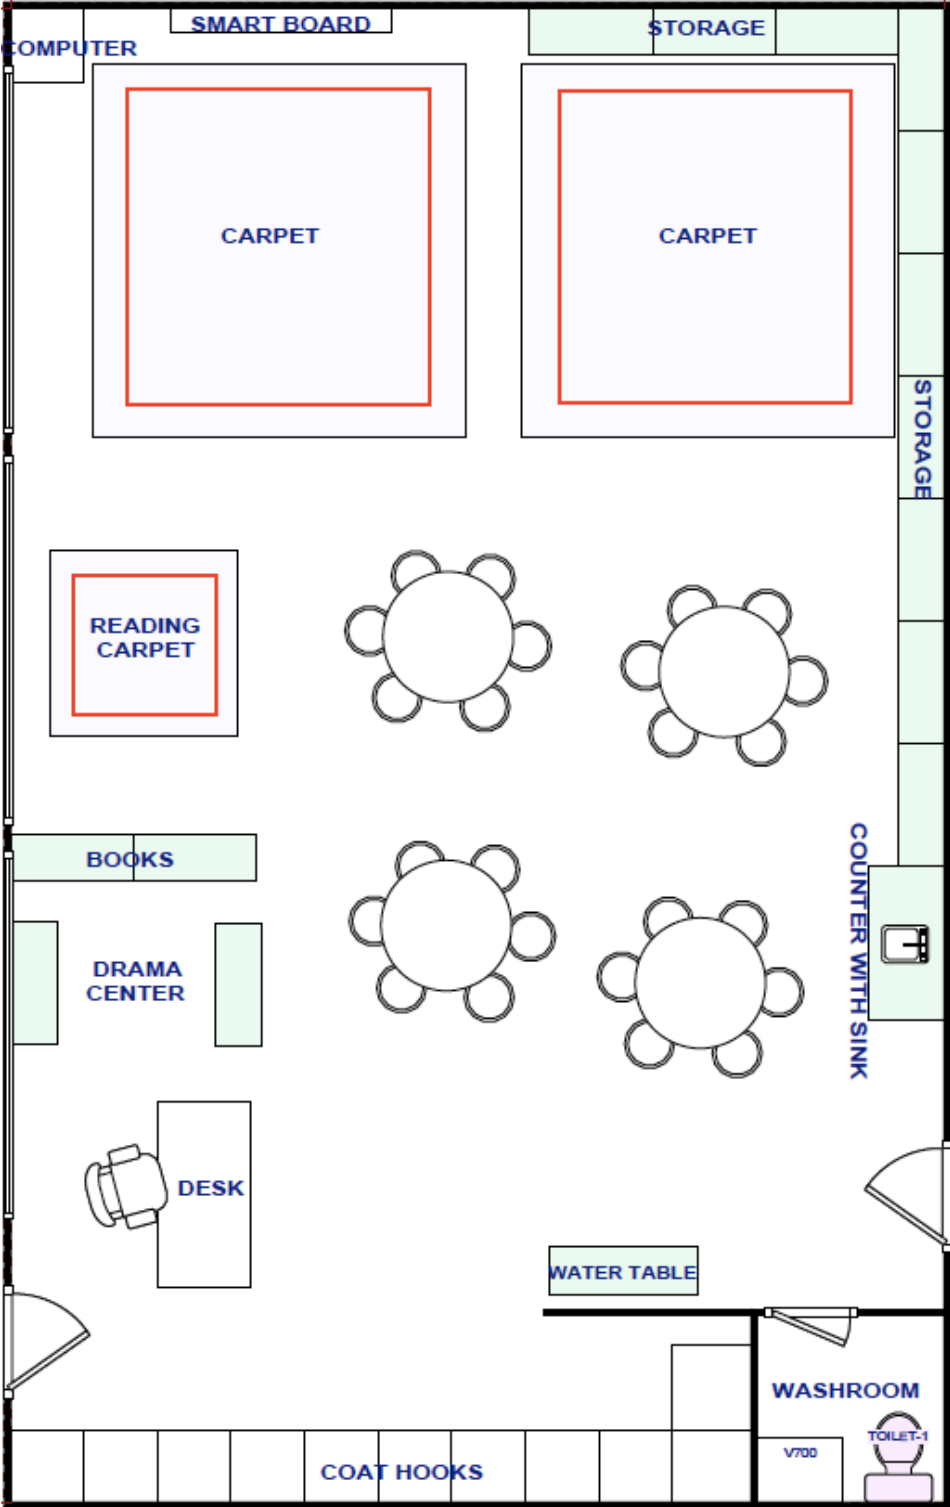 SMART BOARD
STORAGE
COMPUTER
CARPET
CARPET
STORAGE
READING
CARPET
BOOKS
COUNTER WITH SINK
DRAMA
CENTER
DESK
WATER TABLE
WASHROOM
TOILET-1
V700
COAT HOOKS